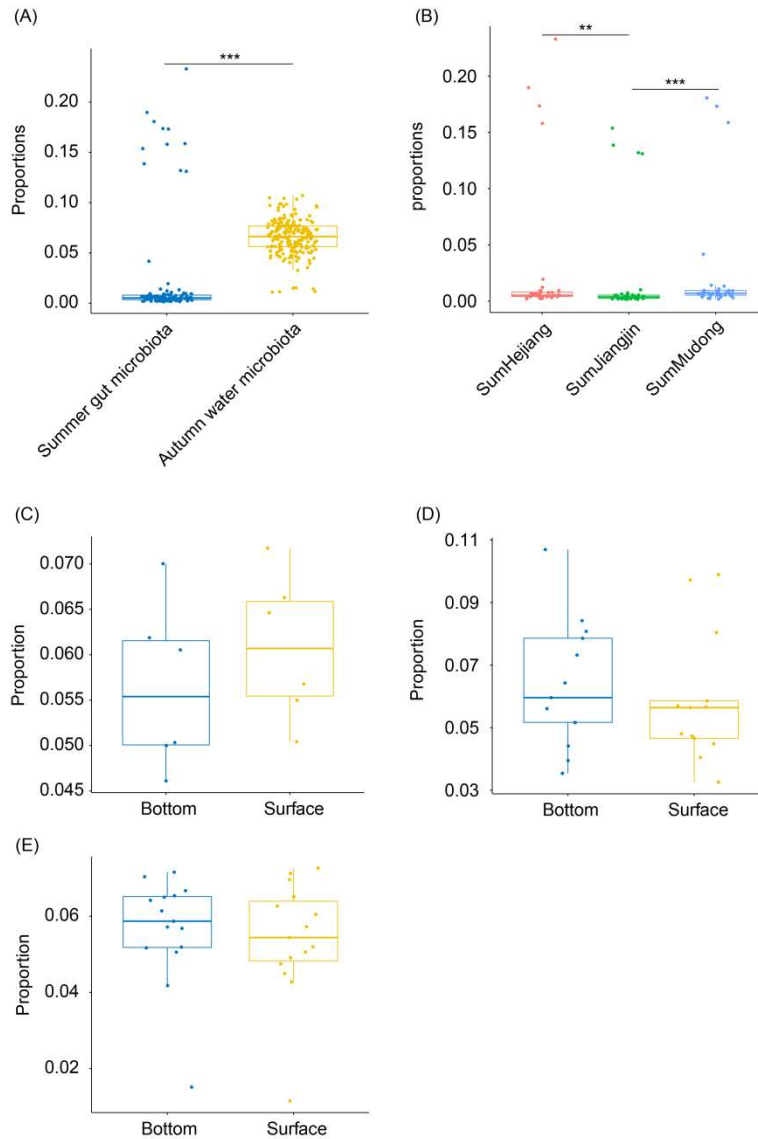 (A)
***
Proportions
0.20
0.15
0.10
0.05
0.00
Summer gut microbiota
Autumn water microbiota
(B)
**
***
proportions
0.20
0.15
0.10
0.05
0.00
SumHejiang
SumJiangjin
SumMudong
(C)
Proportion
0.070
0.065
0.060
0.055
0.050
0.045
Bottom
Surface
(D)
Proportion
0.11
0.09
0.07
0.05
0.03
Bottom
Surface
(E)
Proportion
0.06
0.04
0.02
Bottom
Surface